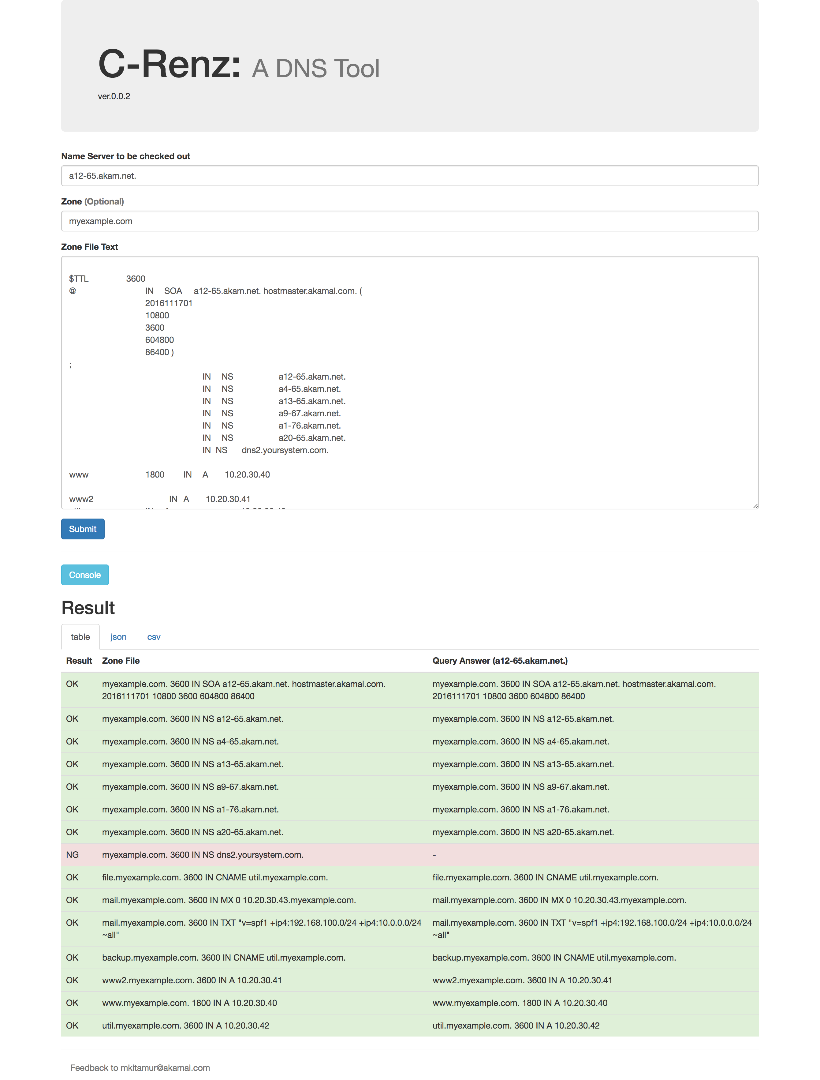 C-Renz: A DNS Tool
ver.0.0.2
Name Server to be checked out
a12-65.akam.net.
Zone (Optional)
myexample.com
Zone File Text
$TTL 3600
@ IN SOA a12-65.akam.net. hostmaster.akamai.com. (
2016111701
10800
3600
604800
86400 )
;
IN NS a12-65.akam.net.
IN NS a4-65.akam.net.
IN NS a13-65.akam.net.
IN NS a9-67.akam.net.
IN NS a1-76.akam.net.
IN NS a20-65.akam.net.
IN NS dns2.yoursystem.com.
www 1800 IN A 10.20.30.40
www2 IN A 10.20.30.41
Submit
Console
Result
table json csv
Result Zone File Query Answer (a12-65.akam.net.)
OK myexample.com. 3600 IN SOA a12-65.akam.net. hostmaster.akamai.com. myexample.com. 3600 IN SOA a12-65.akam.net. hostmaster.akamai.com.
2016111701 10800 3600 604800 86400 2016111701 10800 3600 604800 86400
OK myexample.com. 3600 IN NS a12-65.akam.net. myexample.com. 3600 IN NS a12-65.akam.net.
OK myexample.com. 3600 IN NS a4-65.akam.net. myexample.com. 3600 IN NS a4-65.akam.net.
OK myexample.com. 3600 IN NS a13-65.akam.net. myexample.com. 3600 IN NS a13-65.akam.net.
OK myexample.com. 3600 IN NS a9-67.akam.net. myexample.com. 3600 IN NS a9-67.akam.net.
OK myexample.com. 3600 IN NS a1-76.akam.net. myexample.com. 3600 IN NS a1-76.akam.net.
OK myexample.com. 3600 IN NS a20-65.akam.net. myexample.com. 3600 IN NS a20-65.akam.net.
NG myexample.com. 3600 IN NS dns2.yoursystem.com. -
OK file.myexample.com. 3600 IN CNAME util.myexample.com. file.myexample.com. 3600 IN CNAME util.myexample.com.
OK mail.myexample.com. 3600 IN MX 0 10.20.30.43.myexample.com. mail.myexample.com. 3600 IN MX 0 10.20.30.43.myexample.com.
OK mail.myexample.com. 3600 IN TXT "v=spf1 +ip4:192.168.100.0/24 +ip4:10.0.0.0/24 mail.myexample.com. 3600 IN TXT "v=spf1 +ip4:192.168.100.0/24 +ip4:10.0.0.0/24
~all" ~all"
OK backup.myexample.com. 3600 IN CNAME util.myexample.com. backup.myexample.com. 3600 IN CNAME util.myexample.com.
OK www2.myexample.com. 3600 IN A 10.20.30.41 www2.myexample.com. 3600 IN A 10.20.30.41
OK www.myexample.com. 1800 IN A 10.20.30.40 www.myexample.com. 1800 IN A 10.20.30.40
OK util.myexample.com. 3600 IN A 10.20.30.42 util.myexample.com. 3600 IN A 10.20.30.42
Feedback to mkitamur@akamai.com